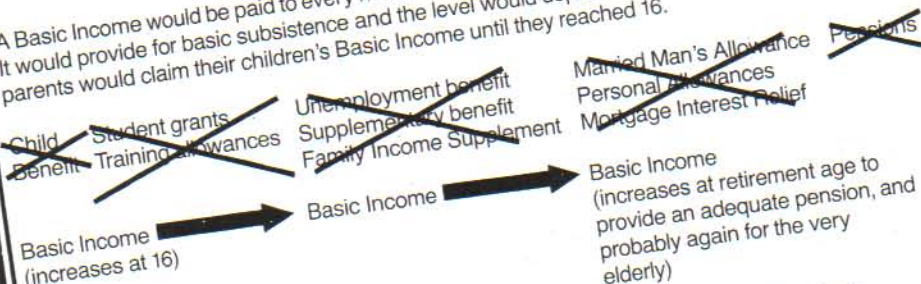 A Basic Income would be paid to every
It would provide for basic subsistence and the level would
parents would claim their children's Basic Income until they reached 16.
Child
Benefit
Student grants
Training allowances
Unemployment benefit
Supplementary benefit
Family Income Supplement
Married Man's Allowance
Personal Allowances
Mortgage Interest Relief
Pensions
Basic Income
(increases at 16)
Basic Income
Basic Income
(increases at retirement age to
provide an adequate pension, and
probably again for the very
elderly)